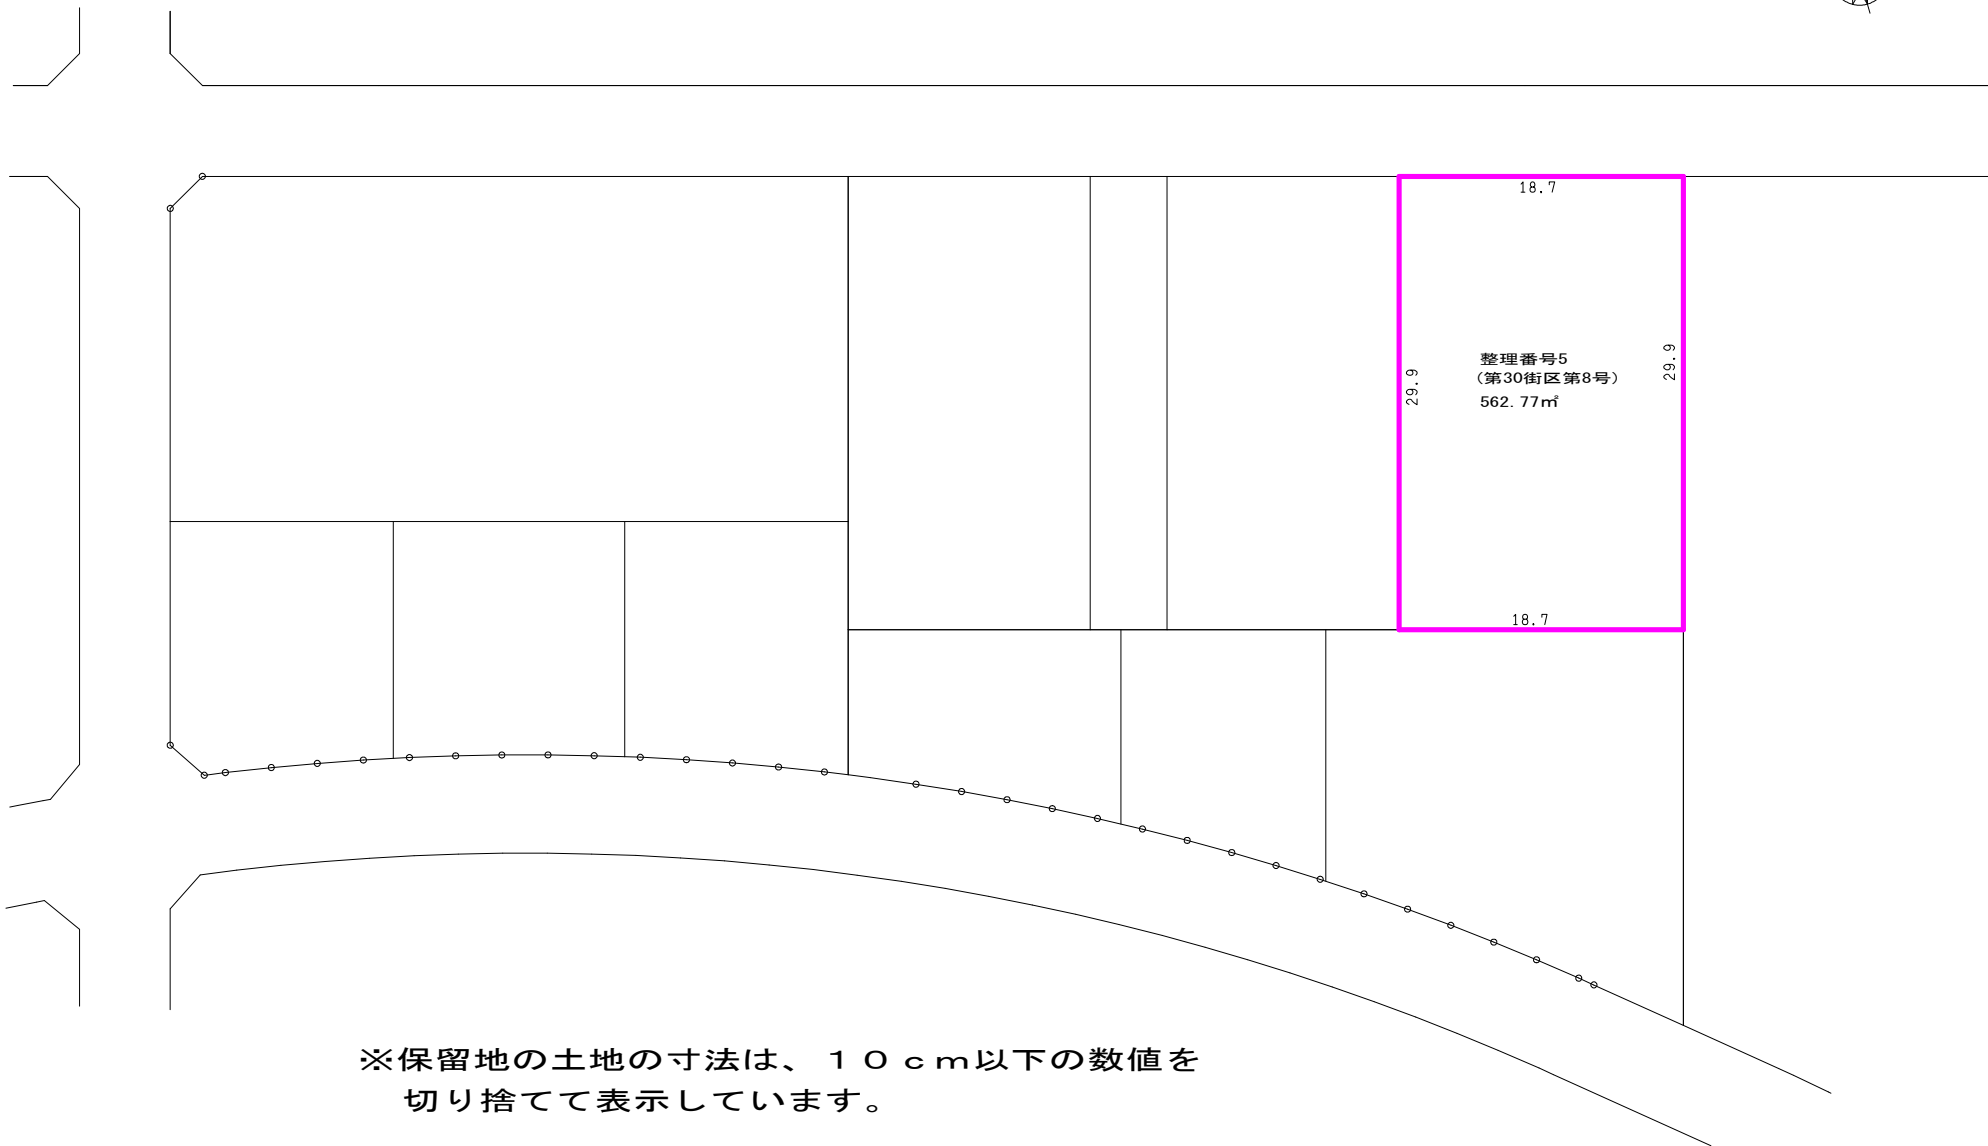 18.7
整理番号5
(第30街区第8号)
562.77㎡
29.9
29.9
18.7
※保留地の土地の寸法は、１０ｃｍ以下の数値を
切り捨てて表示しています。